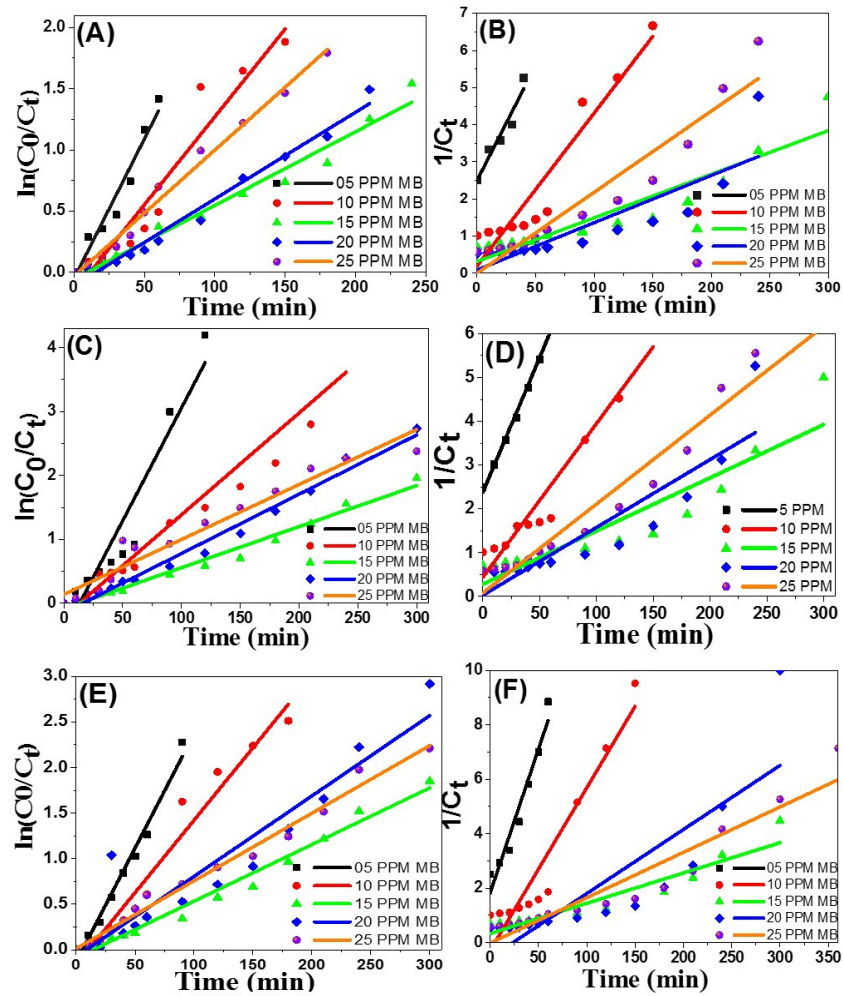 (A)
ln(C0/Ct)
2.0
1.5
1.0
0.5
0.0
05 PPM MB
10 PPM MB
15 PPM MB
20 PPM MB
25 PPM MB
0 50 100 150 200 250
Time (min)
(B)
1/Ct
7
6
5
4
3
2
1
0
05 PPM MB
10 PPM MB
15 PPM MB
20 PPM MB
25 PPM MB
0 50 100 150 200 250 300
Time (min)
(C)
ln(C0/Ct)
4
3
2
1
0
05 PPM MB
10 PPM MB
15 PPM MB
20 PPM MB
25 PPM MB
0 50 100 150 200 250 300
Time (min)
(D)
1/Ct
6
5
4
3
2
1
0
5 PPM
10 PPM
15 PPM
20 PPM
25 PPM
0 50 100 150 200 250 300
Time (min)
(E)
ln(C0/Ct)
3.0
2.5
2.0
1.5
1.0
0.5
0.0
05 PPM MB
10 PPM MB
15 PPM MB
20 PPM MB
25 PPM MB
0 50 100 150 200 250 300
Time (min)
(F)
1/Ct
10
8
6
4
2
0
05 PPM MB
10 PPM MB
15 PPM MB
20 PPM MB
25 PPM MB
0 50 100 150 200 250 300 350
Time (min)